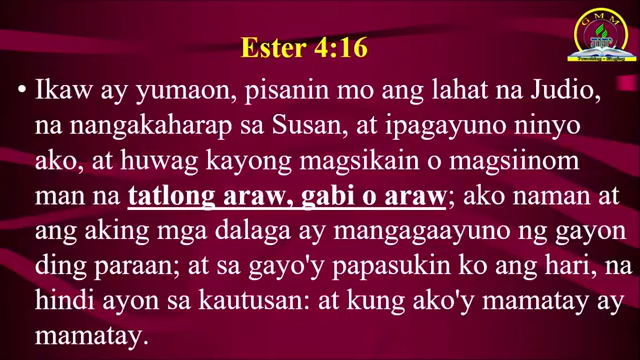 GMM
Ester 4:16
• Ikaw ay yumaon, pisanin mo ang lahat na Judio,
na nangakaharap sa Susan, at ipagayuno ninyo
ako, at huwag kayong magsikain o magsiinom
man na tatlong araw, gabi o araw; ako naman at
ang aking mga dalaga ay mangagaayuno ng gayon
ding paraan; at sa gayo'y papasukin ko ang hari, na
hindi ayon sa kautusan: at kung ako'y mamatay ay
mamatay.